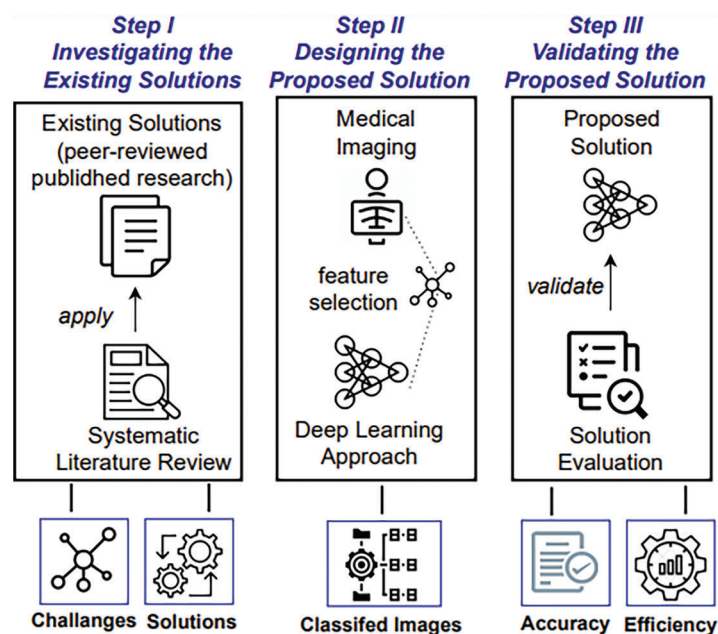 Step I
Investigating the
Existing Solutions
Existing Solutions
(peer-reviewed
publidhed research)
apply
Systematic
Literature Review
Challanges
Solutions
Step II
Designing the
Proposed Solution
Medical
Imaging
feature
selection
Deep Learning
Approach
Classifed Images
Step III
Validating the
Proposed Solution
Proposed
Solution
validate
Solution
Evaluation
Accuracy
Efficiency